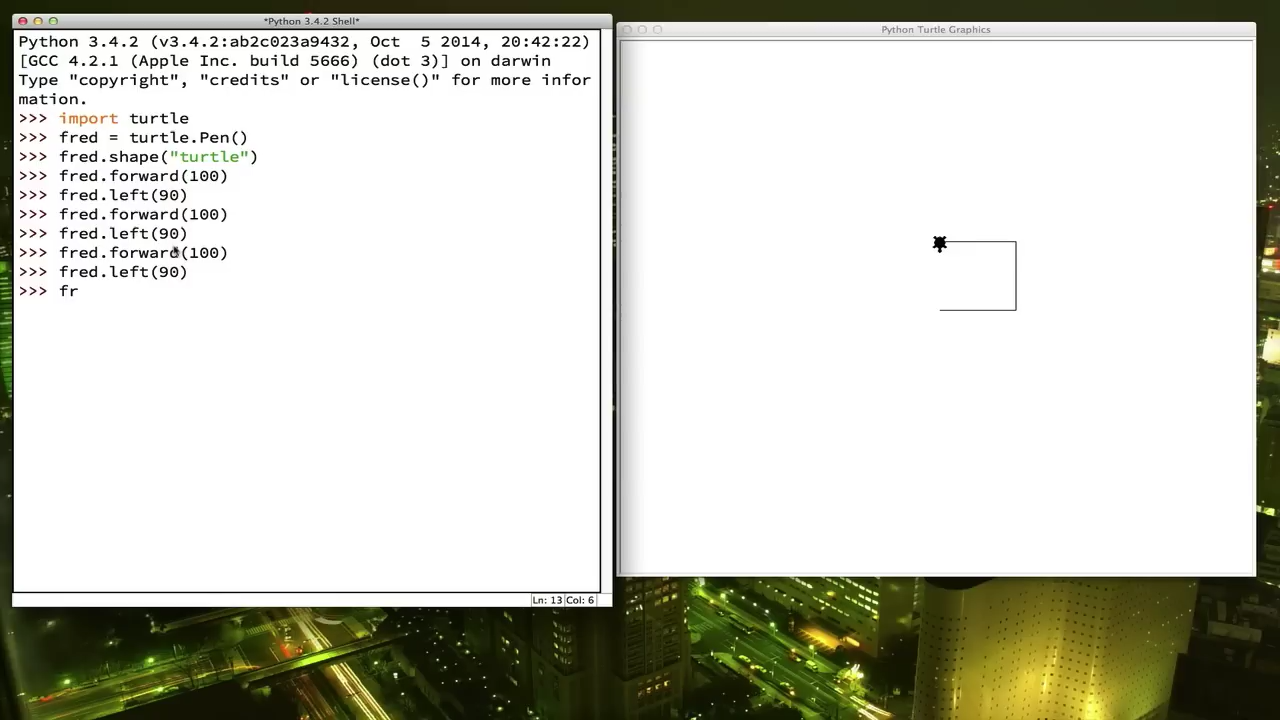 *Python 3.4.2 Shell*
Python 3.4.2 (v3.4.2:ab2c023a9432, Oct  5 2014, 20:42:22)
[GCC 4.2.1 (Apple Inc. build 5666) (dot 3)] on darwin
Type "copyright", "credits" or "license()" for more infor
mation.
>>> import turtle
>>> fred = turtle.Pen()
>>> fred.shape("turtle")
>>> fred.forward(100)
>>> fred.left(90)
>>> fred.forward(100)
>>> fred.left(90)
>>> fred.forward(100)
>>> fred.left(90)
>>> fr
Ln: 13 Col: 6
Python Turtle Graphics